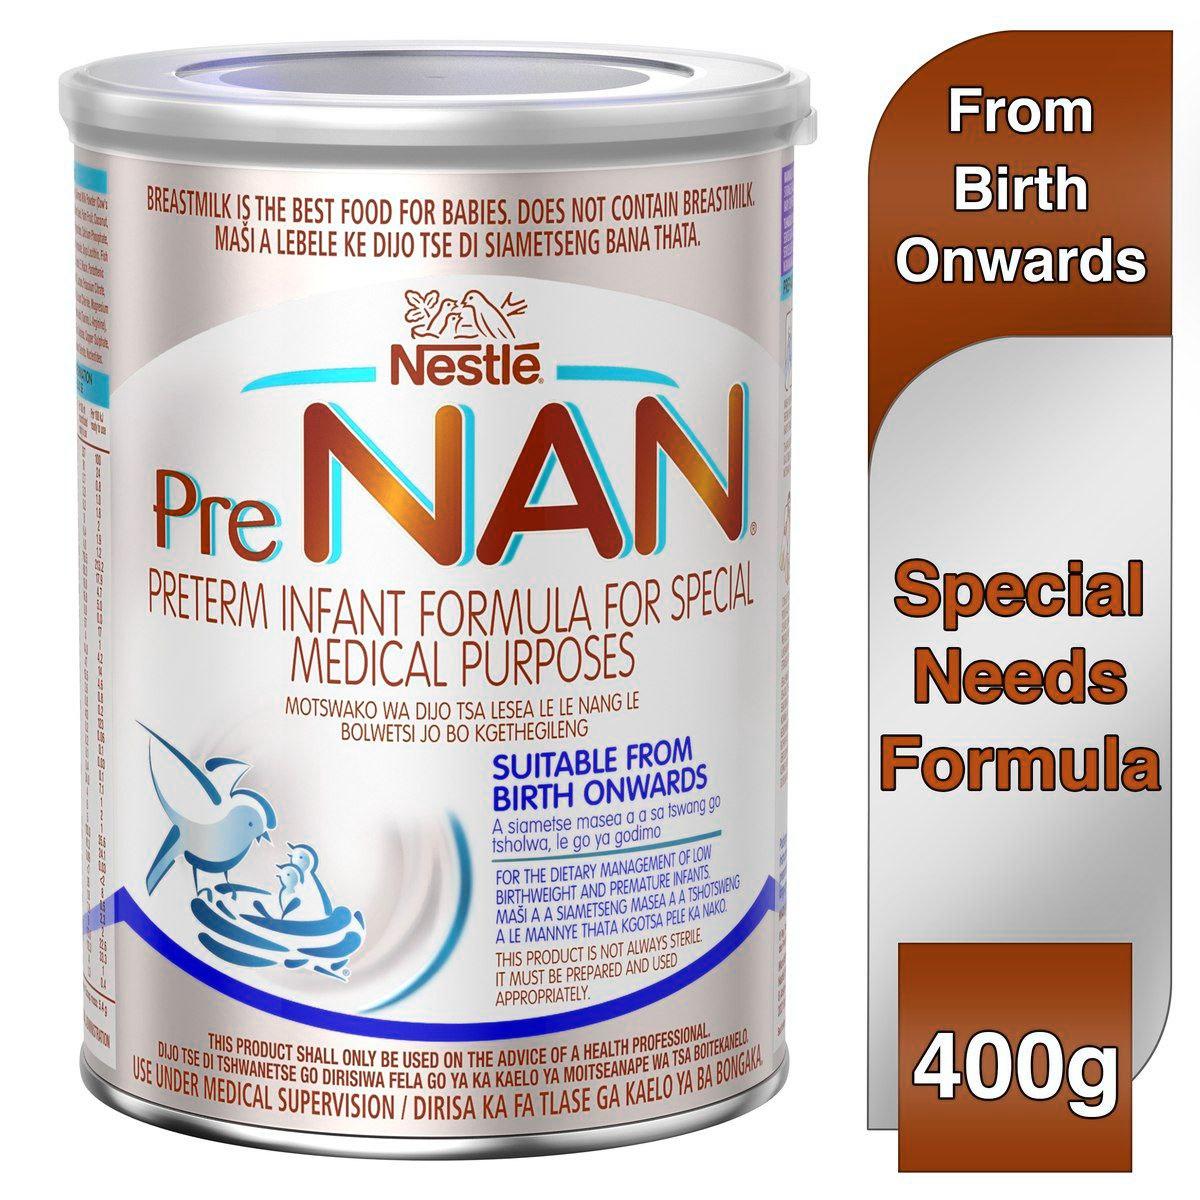 BREASTMILK IS THE BEST FOOD FOR BABIES. DOES NOT CONTAIN BREASTMILK.
MAŠI A LEBELE KE DIJO TSE DI SIAMETSENG BANA THATA.
Nestlé®
Pre NAN®
PRETERM INFANT FORMULA FOR SPECIAL
MEDICAL PURPOSES
MOTSWAKO WA DIJO TSA LESEA LE LE NANG LE
BOLWETSI JO BO KGETHEGILENG
SUITABLE FROM
BIRTH ONWARDS
A siametse masea a a sa tswang go
tsholwa, le go ya godimo
FOR THE DIETARY MANAGEMENT OF LOW
BIRTHWEIGHT AND PREMATURE INFANTS.
MAŠI A A SIAMETSENG MASEA A A TSHOTSWENG
A LE MANNYE THATA KGOTSA PELE KA NAKO.
THIS PRODUCT IS NOT ALWAYS STERILE.
IT MUST BE PREPARED AND USED
APPROPRIATELY.
THIS PRODUCT SHALL ONLY BE USED ON THE ADVICE OF A HEALTH PROFESSIONAL.
DIJO TSE DI TSHWANETSE GO DIRISIWA FELA GO YA KA KAELO YA MOITSEANAPE WA TSA BOITEKANELO.
USE UNDER MEDICAL SUPERVISION / DIRISA KA FA TLASE GA KAELO YA BA BONGAKA.
From
Birth
Onwards
Special
Needs
Formula
400g